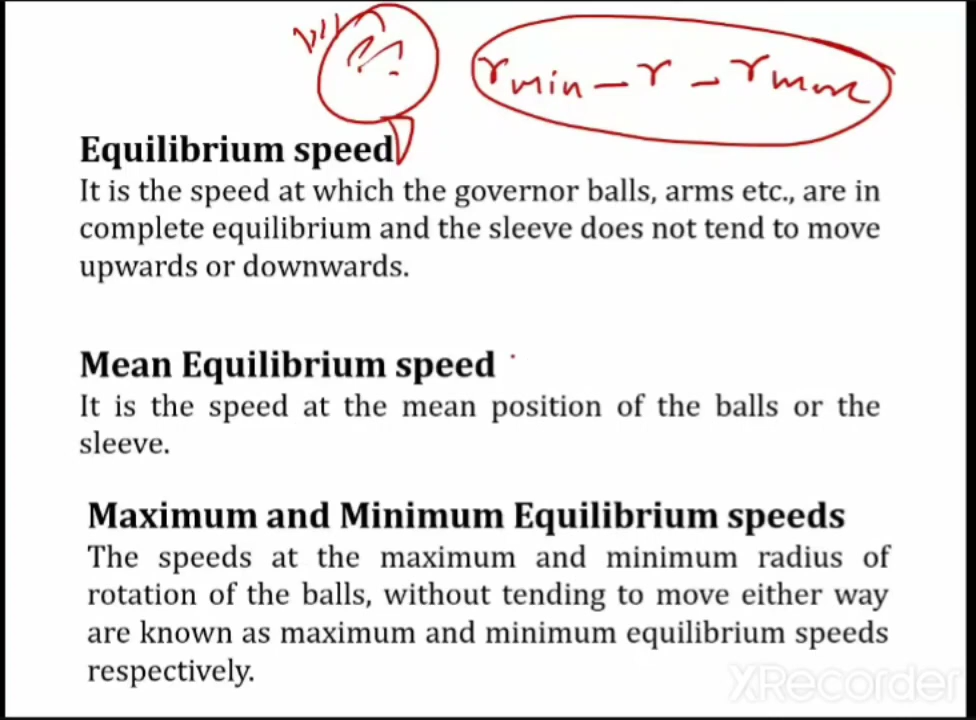 r min – r – r max
Equilibrium speed
It is the speed at which the governor balls, arms etc., are in
complete equilibrium and the sleeve does not tend to move
upwards or downwards.
Mean Equilibrium speed
It is the speed at the mean position of the balls or the
sleeve.
Maximum and Minimum Equilibrium speeds
The speeds at the maximum and minimum radius of
rotation of the balls, without tending to move either way
are known as maximum and minimum equilibrium speeds
respectively.
XRecorder